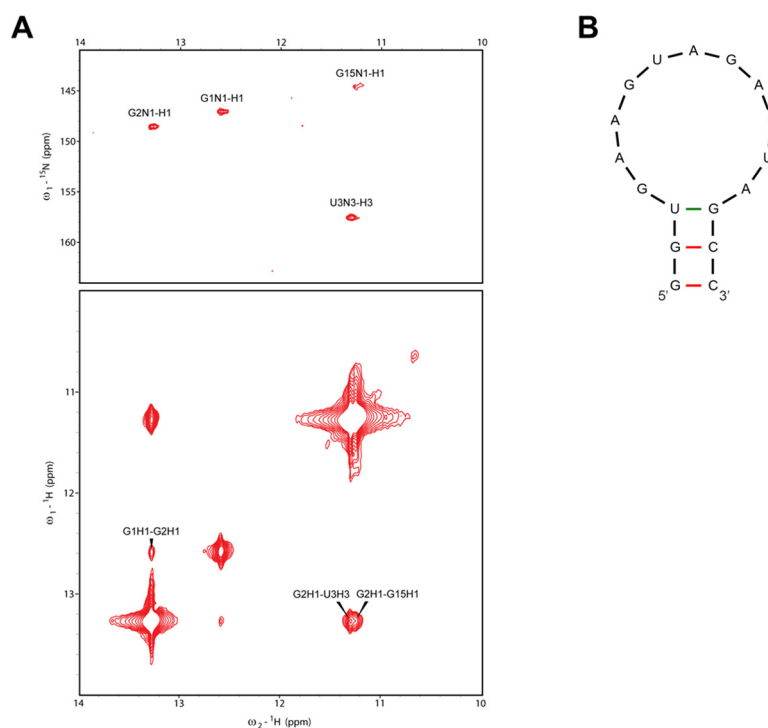 A
14 13 12 11 10
G15N1-H1
145
G2N1-H1 G1N1-H1
150
155
U3N3-H3
160
ω1 - 15N (ppm)
11
12
G1H1-G2H1
13
G2H1-U3H3 G2H1-G15H1
ω1 - 1H (ppm)
14 13 12 11 10
ω2 - 1H (ppm)
B
A
U G
G A
A
A U
G A
U G
G C
G C
5' 3'